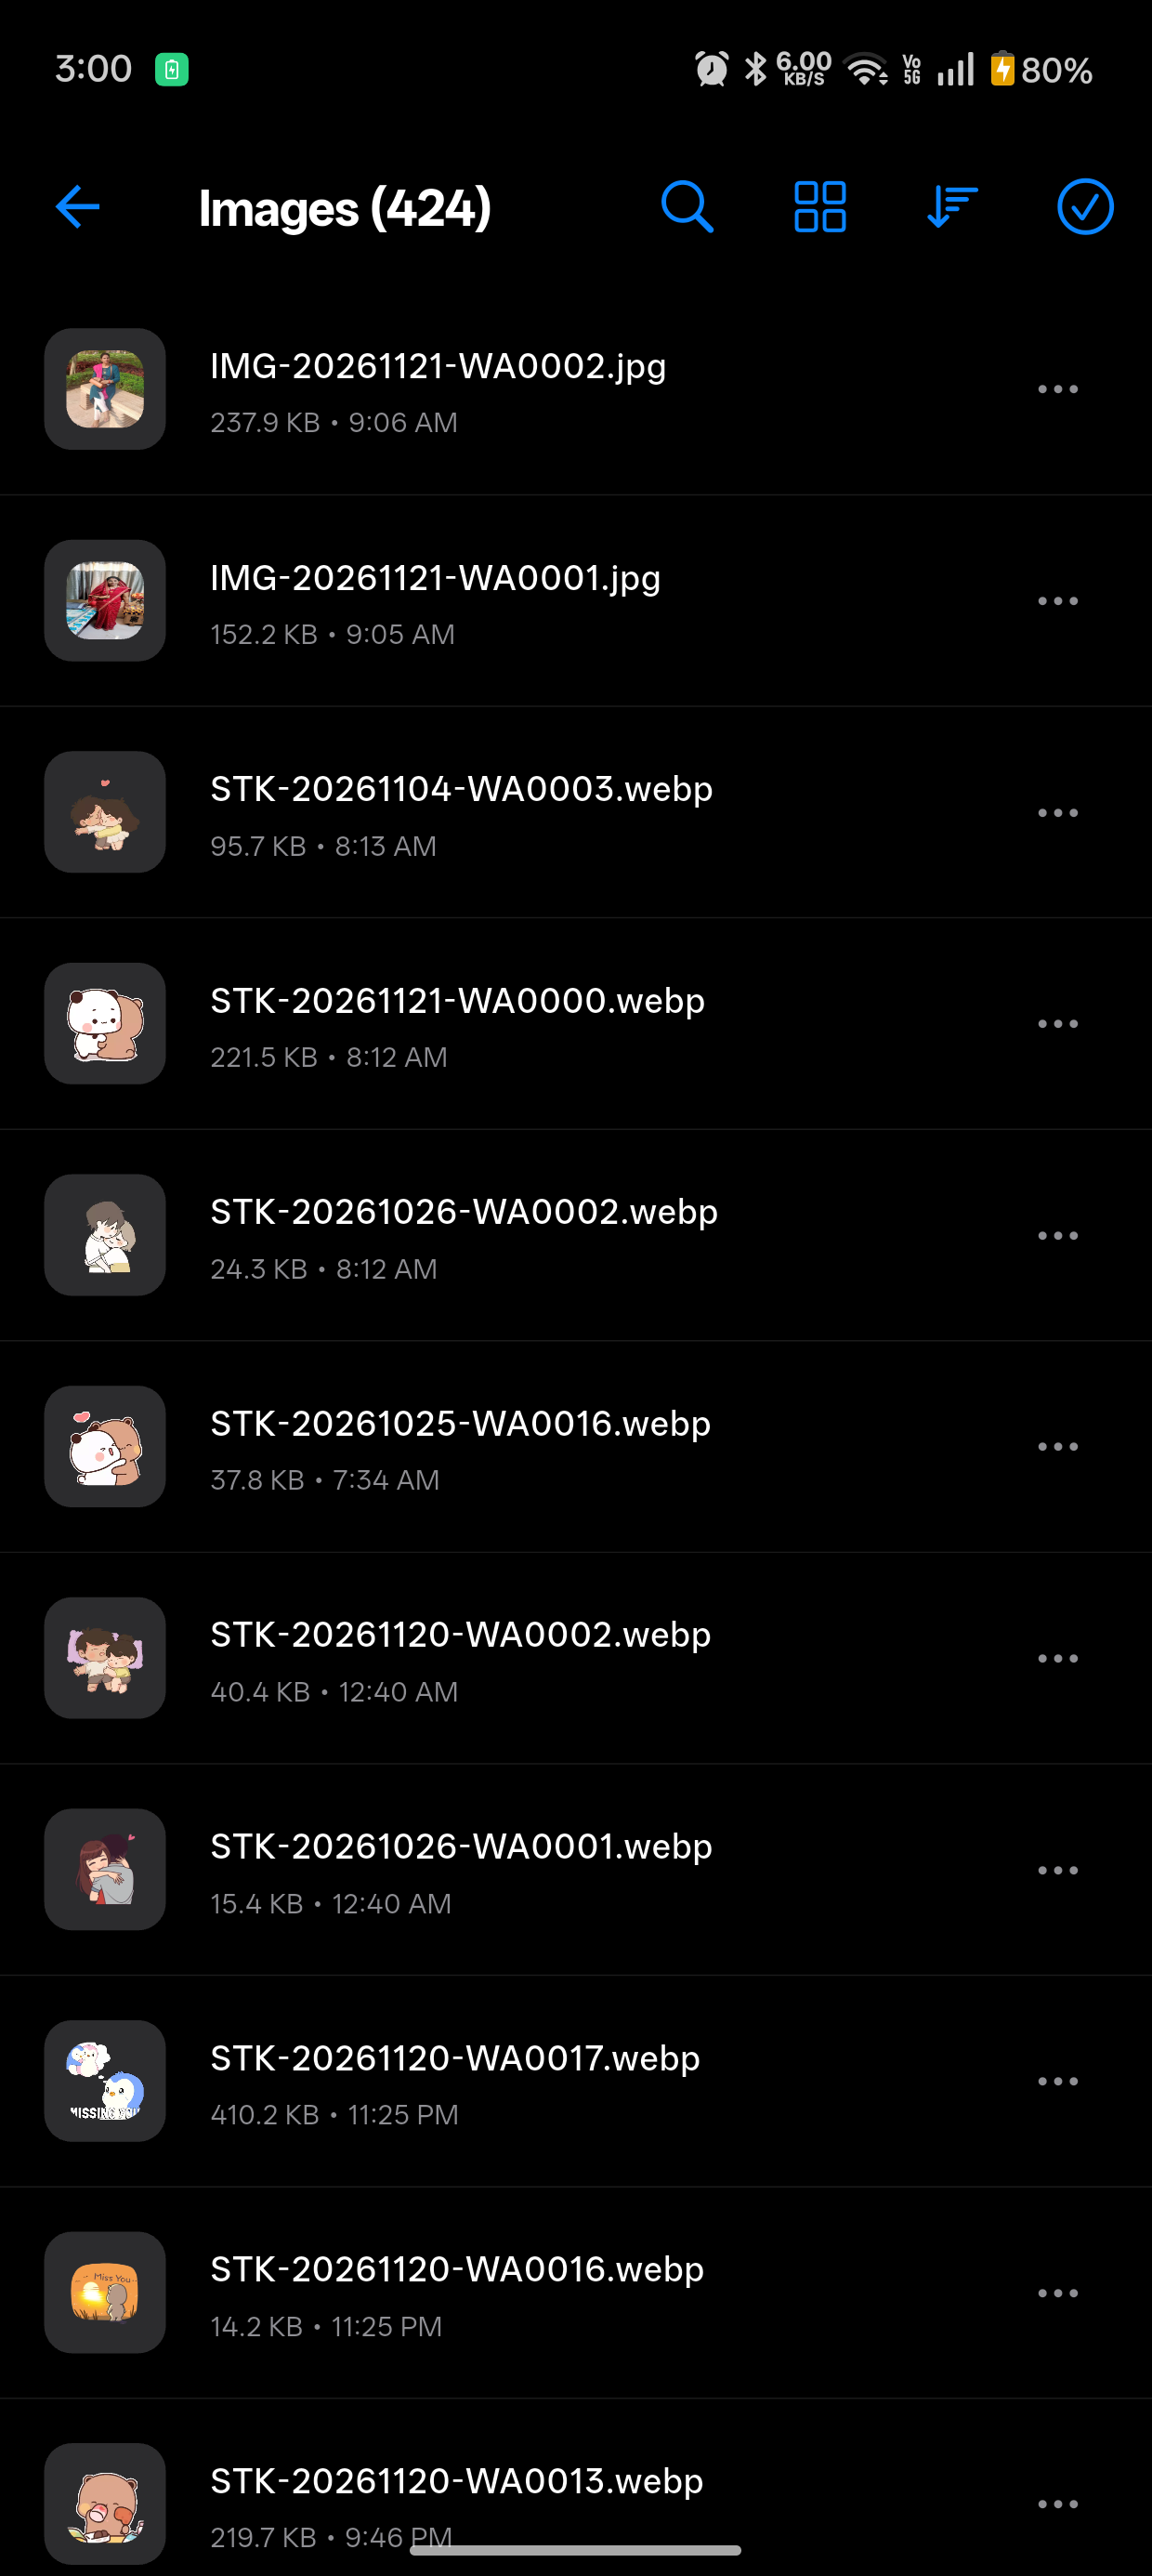 3:00
6.00 KB/S Vo 5G 80%
Images (424)
IMG-20261121-WA0002.jpg
237.9 KB • 9:06 AM
IMG-20261121-WA0001.jpg
152.2 KB • 9:05 AM
STK-20261104-WA0003.webp
95.7 KB • 8:13 AM
STK-20261121-WA0000.webp
221.5 KB • 8:12 AM
STK-20261026-WA0002.webp
24.3 KB • 8:12 AM
STK-20261025-WA0016.webp
37.8 KB • 7:34 AM
STK-20261120-WA0002.webp
40.4 KB • 12:40 AM
STK-20261026-WA0001.webp
15.4 KB • 12:40 AM
STK-20261120-WA0017.webp
MISSING YOU
410.2 KB • 11:25 PM
STK-20261120-WA0016.webp
Miss You..
14.2 KB • 11:25 PM
STK-20261120-WA0013.webp
219.7 KB • 9:46 PM